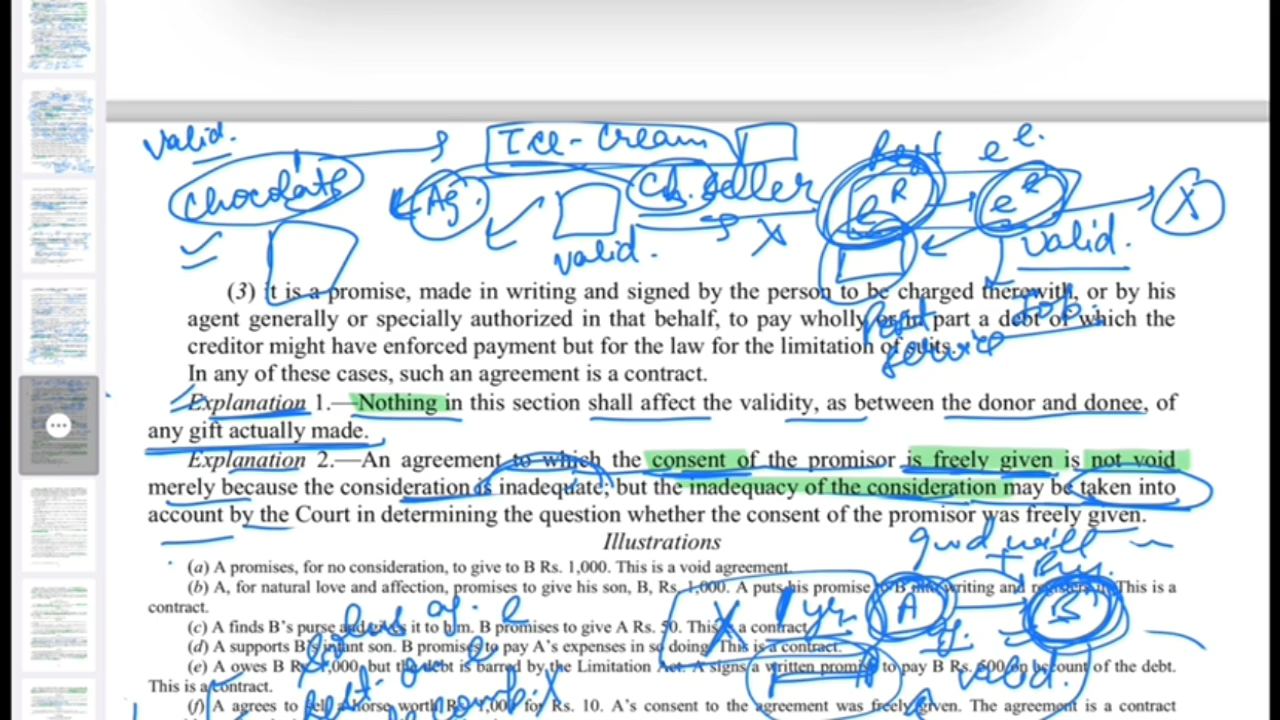 valid.
Ice-Cream
chocolate
Ag.
Ch. Seller
eR
eR
X
valid.
X
valid.
(3) it is a promise, made in writing and signed by the person to be charged therewith, or by his
agent generally or specially authorized in that behalf, to pay wholly or in part a debt of which the
creditor might have enforced payment but for the law for the limitation of suits.
service
In any of these cases, such an agreement is a contract.
Explanation 1.—Nothing in this section shall affect the validity, as between the donor and donee, of
any gift actually made.
Explanation 2.—An agreement to which the consent of the promisor is freely given is not void
merely because the consideration is inadequate; but the inadequacy of the consideration may be taken into
account by the Court in determining the question whether the consent of the promisor was freely given.
Illustrations
good will
(a) A promises, for no consideration, to give to B Rs. 1,000. This is a void agreement.
(b) A, for natural love and affection, promises to give his son, B, Rs. 1,000. A puts his promise to B into writing and registers it. This is a
contract.
X
1 yr
A
B
(c) A finds B's purse and gives it to him. B promises to give A Rs. 50. This is a contract.
(d) A supports B's infant son. B promises to pay A's expenses in so doing. This is a contract.
(e) A owes B Rs. 1,000, but the debt is barred by the Limitation Act. A signs a written promise to pay B Rs. 500 on account of the debt.
This is a contract.
valid.
(f) A agrees to sell a horse worth Rs. 1,000 for Rs. 10. A's consent to the agreement was freely given. The agreement is a contract